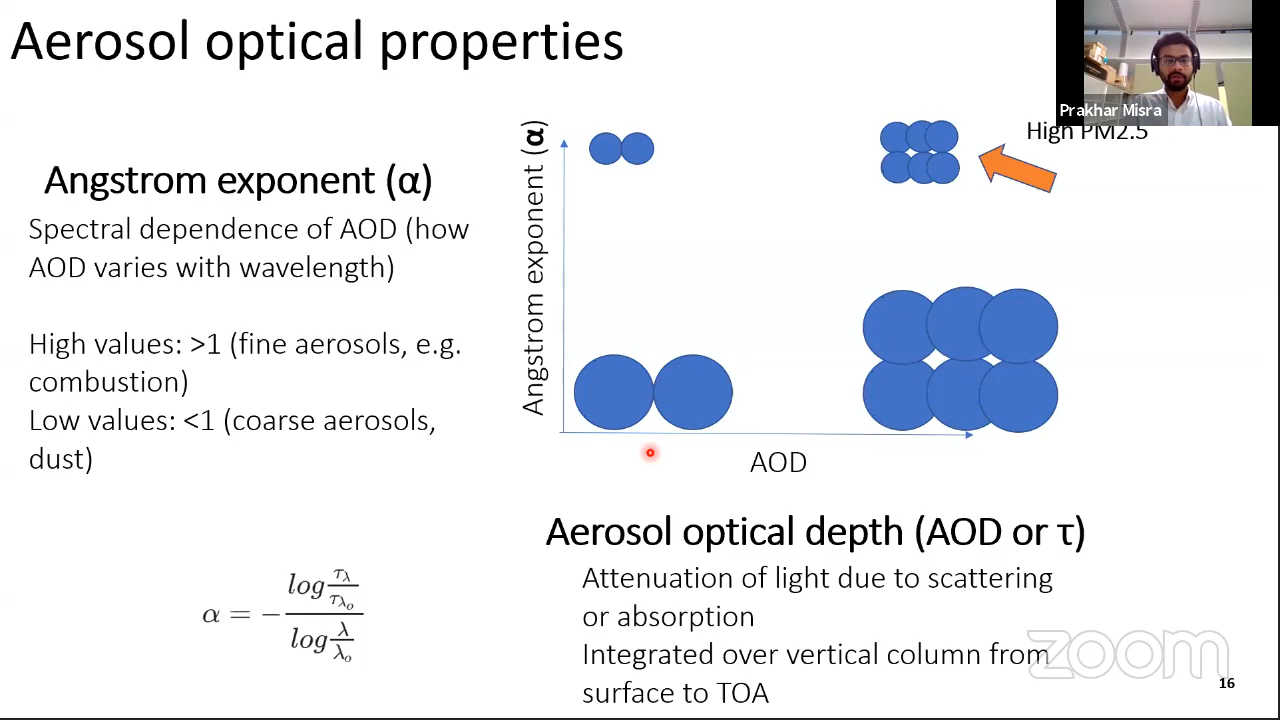 Aerosol optical properties
Prakhar Misra
High PM2.5
Angstrom exponent (α)
Spectral dependence of AOD (how
AOD varies with wavelength)
High values: >1 (fine aerosols, e.g.
combustion)
Low values: <1 (coarse aerosols,
dust)
α = − log τλ/τλo / log λ/λo
Angstrom exponent (α)
AOD
Aerosol optical depth (AOD or τ)
Attenuation of light due to scattering
or absorption
Integrated over vertical column from
surface to TOA
zoom
16